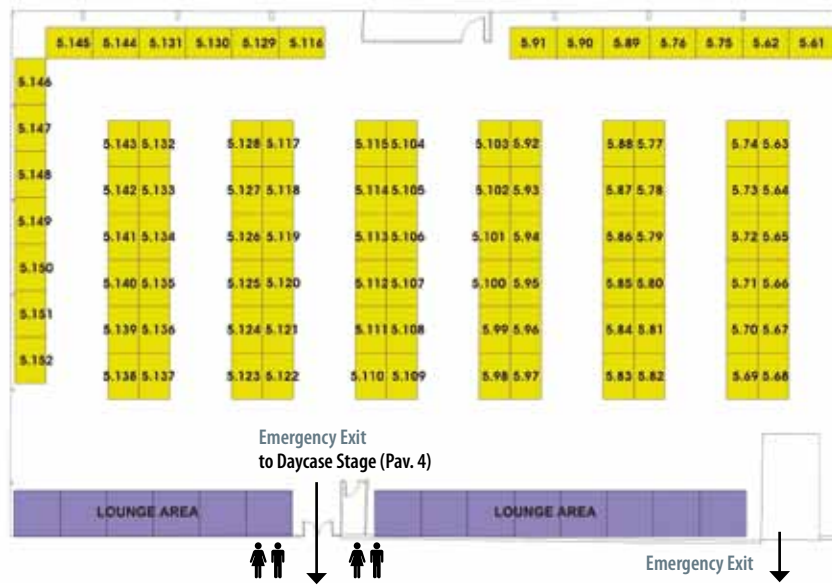 5.145 5.144 5.131 5.130 5.129 5.116
5.91 5.90 5.89 5.76 5.75 5.62 5.61
5.146
5.147
5.143 5.132 5.128 5.117 5.115 5.104 5.103 5.92 5.88 5.77 5.74 5.63
5.148
5.142 5.133 5.127 5.118 5.114 5.105 5.102 5.93 5.87 5.78 5.73 5.64
5.149
5.141 5.134 5.126 5.119 5.113 5.106 5.101 5.94 5.86 5.79 5.72 5.65
5.150
5.140 5.135 5.125 5.120 5.112 5.107 5.100 5.95 5.85 5.80 5.71 5.66
5.151
5.139 5.136 5.124 5.121 5.111 5.108 5.99 5.96 5.84 5.81 5.70 5.67
5.152
5.138 5.137 5.123 5.122 5.110 5.109 5.98 5.97 5.83 5.82 5.69 5.68
Emergency Exit
to Daycase Stage (Pav. 4)
LOUNGE AREA
LOUNGE AREA
Emergency Exit